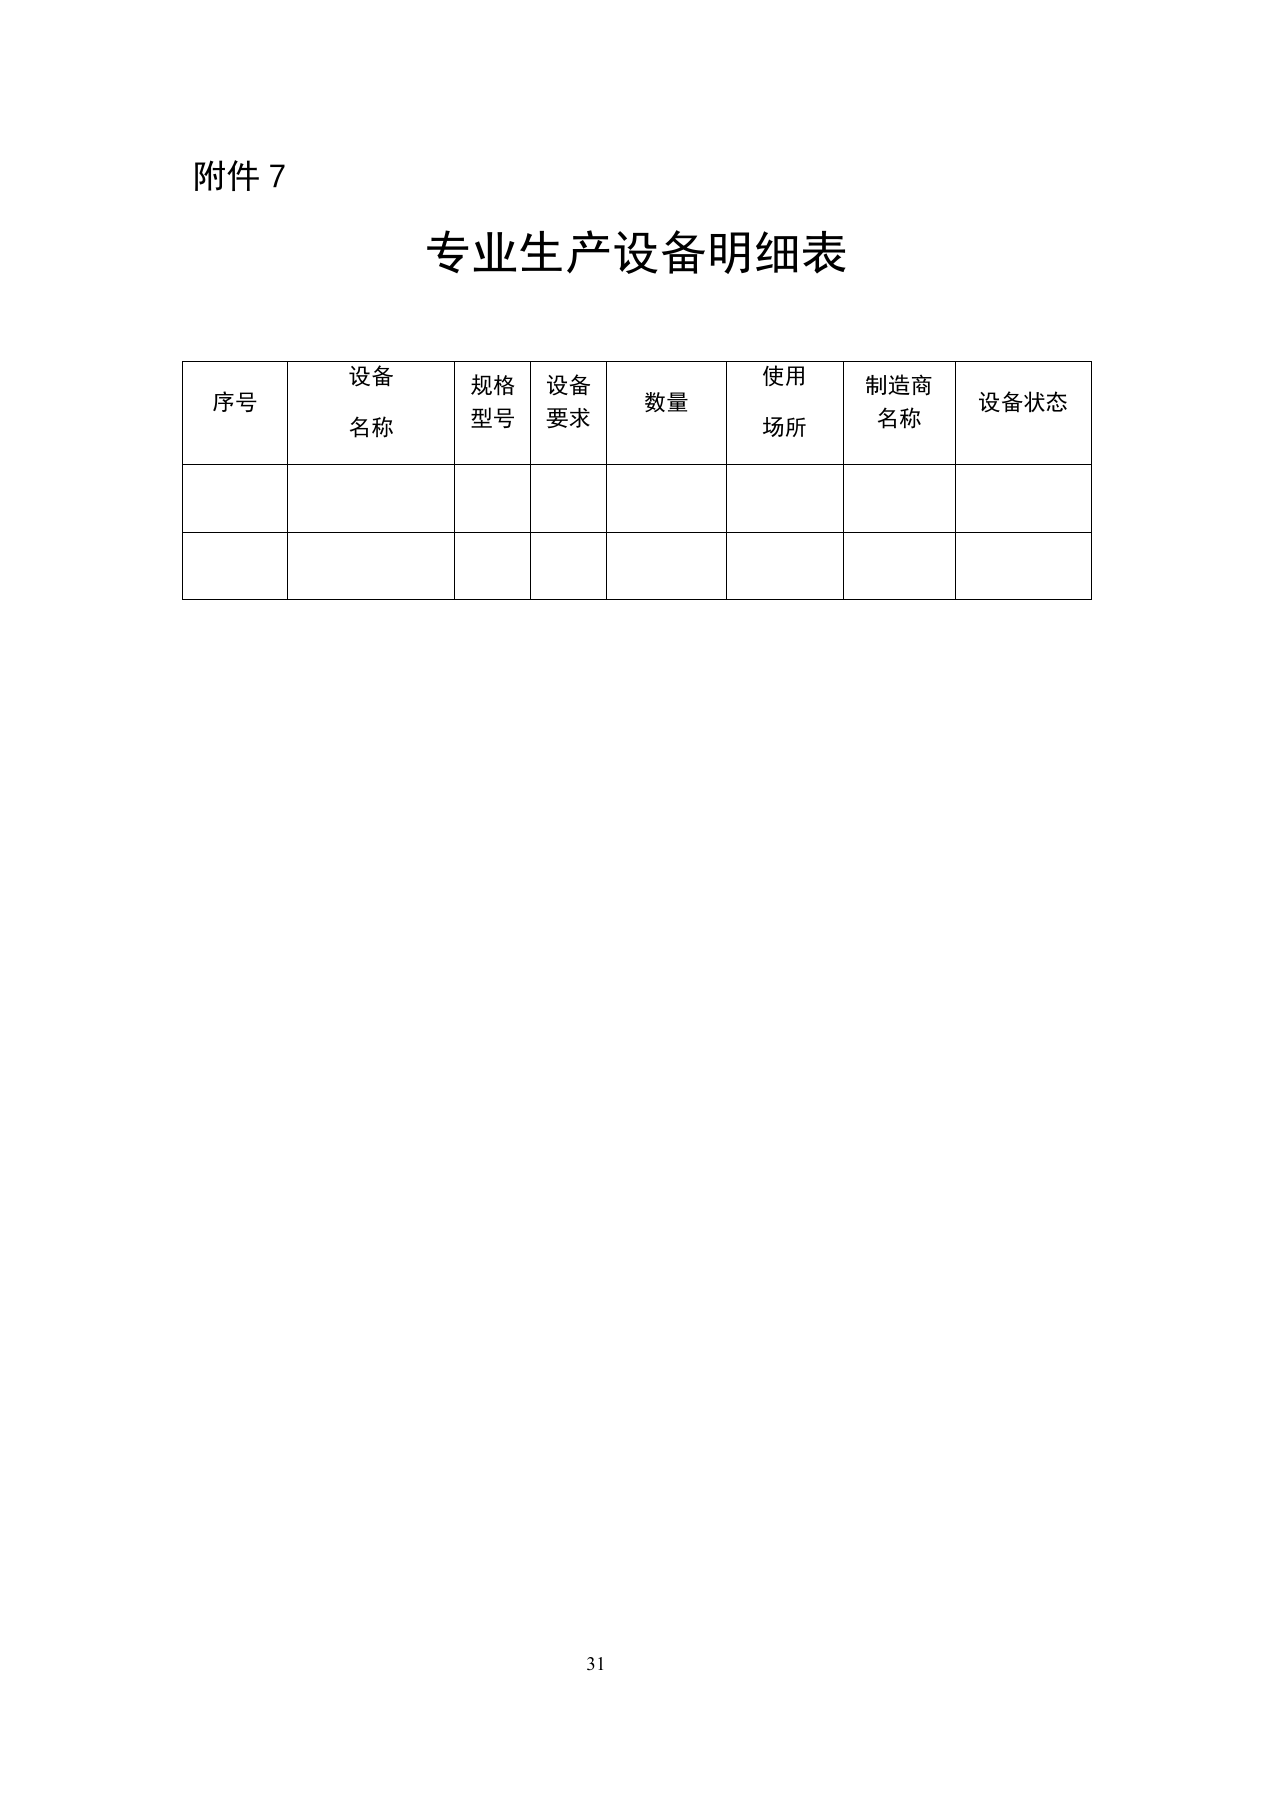 附件 7
专业生产设备明细表
序号
设备
名称
规格
型号
设备
要求
数量
使用
场所
制造商
名称
设备状态
31